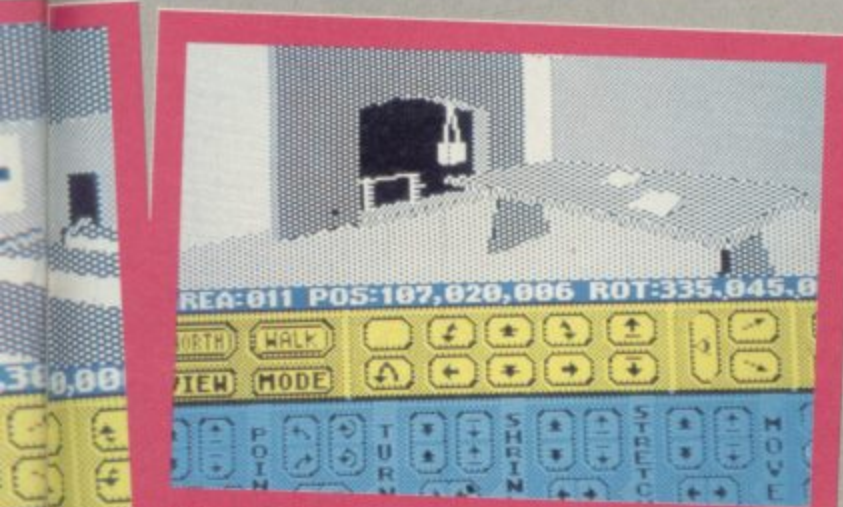 REA:011 POS:107,020,006 ROT:335,045,0
ORTH WALK
VIEW MODE
POIN TURN SHRIN STRETC MOVE
0,00